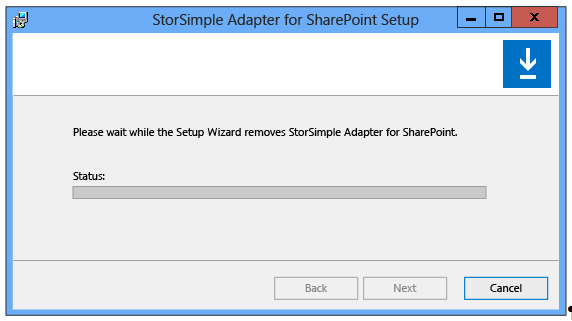 StorSimple Adapter for SharePoint Setup
Please wait while the Setup Wizard removes StorSimple Adapter for SharePoint.
Status:
Back Next Cancel